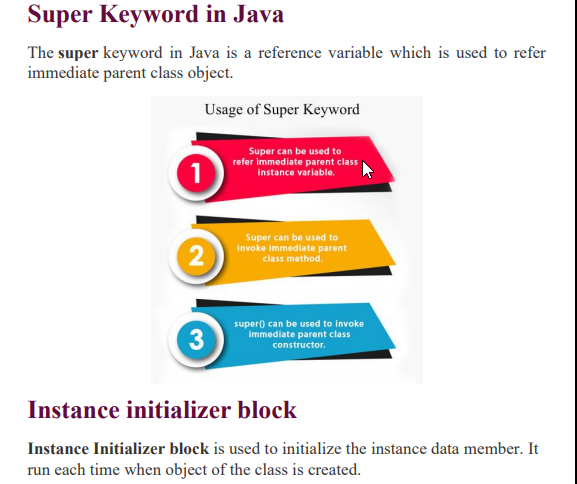 Super Keyword in Java
The super keyword in Java is a reference variable which is used to refer
immediate parent class object.
Usage of Super Keyword
1
Super can be used to
refer immediate parent class
instance variable.
2
Super can be used to
invoke immediate parent
class method.
3
super() can be used to invoke
immediate parent class
constructor.
Instance initializer block
Instance Initializer block is used to initialize the instance data member. It
run each time when object of the class is created.